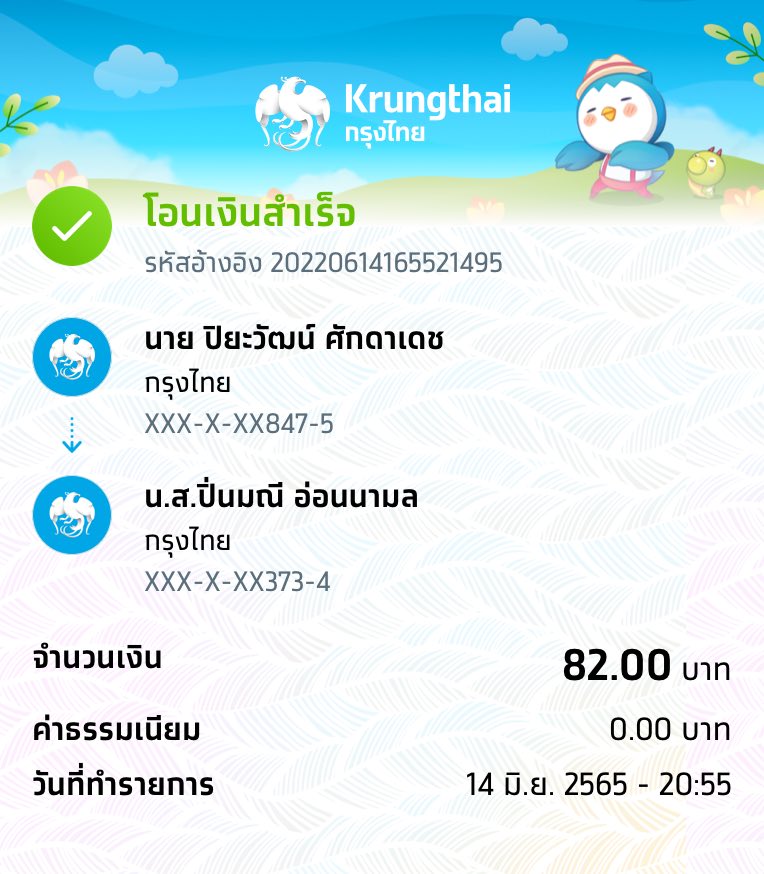 Krungthai
กรุงไทย
โอนเงินสำเร็จ
รหัสอ้างอิง 20220614165521495
นาย ปิยะวัฒน์ ศักดาเดช
กรุงไทย
XXX-X-XX847-5
น.ส.ปิ่นมณี อ่อนนามล
กรุงไทย
XXX-X-XX373-4
จำนวนเงิน 82.00 บาท
ค่าธรรมเนียม 0.00 บาท
วันที่ทำรายการ 14 มิ.ย. 2565 - 20:55